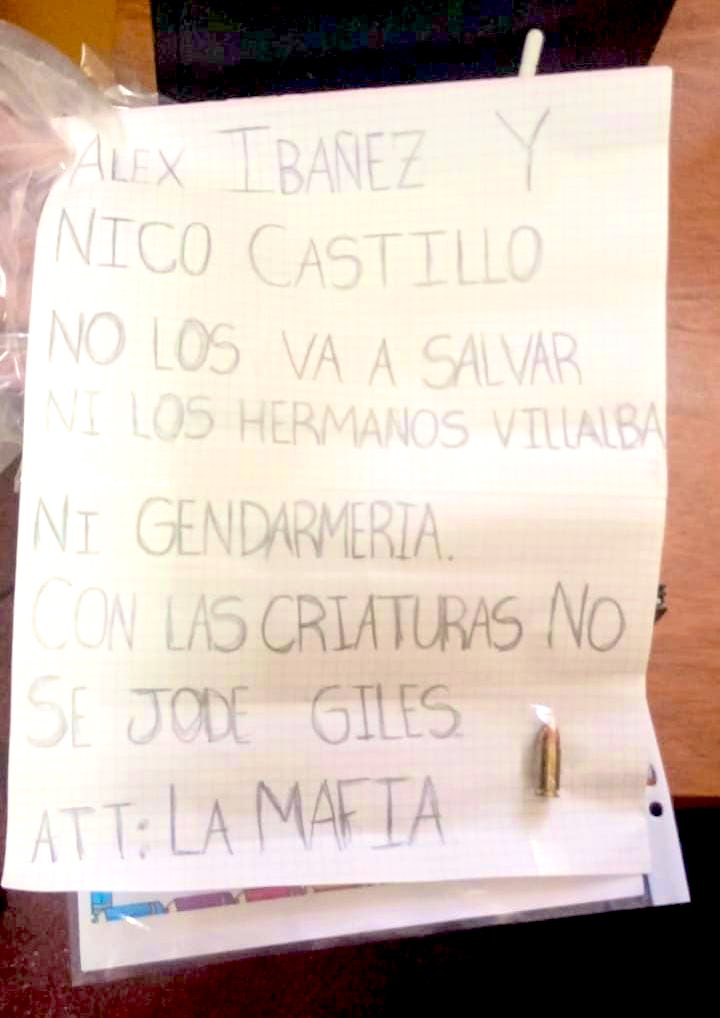 ALEX IBAÑEZ Y
NICO CASTILLO
NO LOS VA A SALVAR
NI LOS HERMANOS VILLALBA
NI GENDARMERIA.
CON LAS CRIATURAS NO
SE JODE GILES
ATT: LA MAFIA